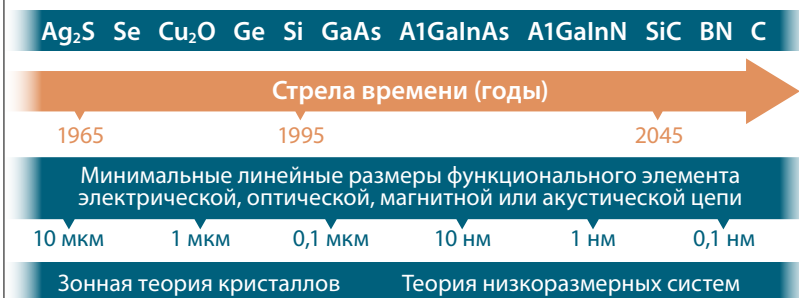 Ag₂S Se Cu₂O Ge Si GaAs A1GaInAs A1GaInN SiC BN C
Стрела времени (годы)
1965 1995 2045
Минимальные линейные размеры функционального элемента
электрической, оптической, магнитной или акустической цепи
10 мкм 1 мкм 0,1 мкм 10 нм 1 нм 0,1 нм
Зонная теория кристаллов Теория низкоразмерных систем